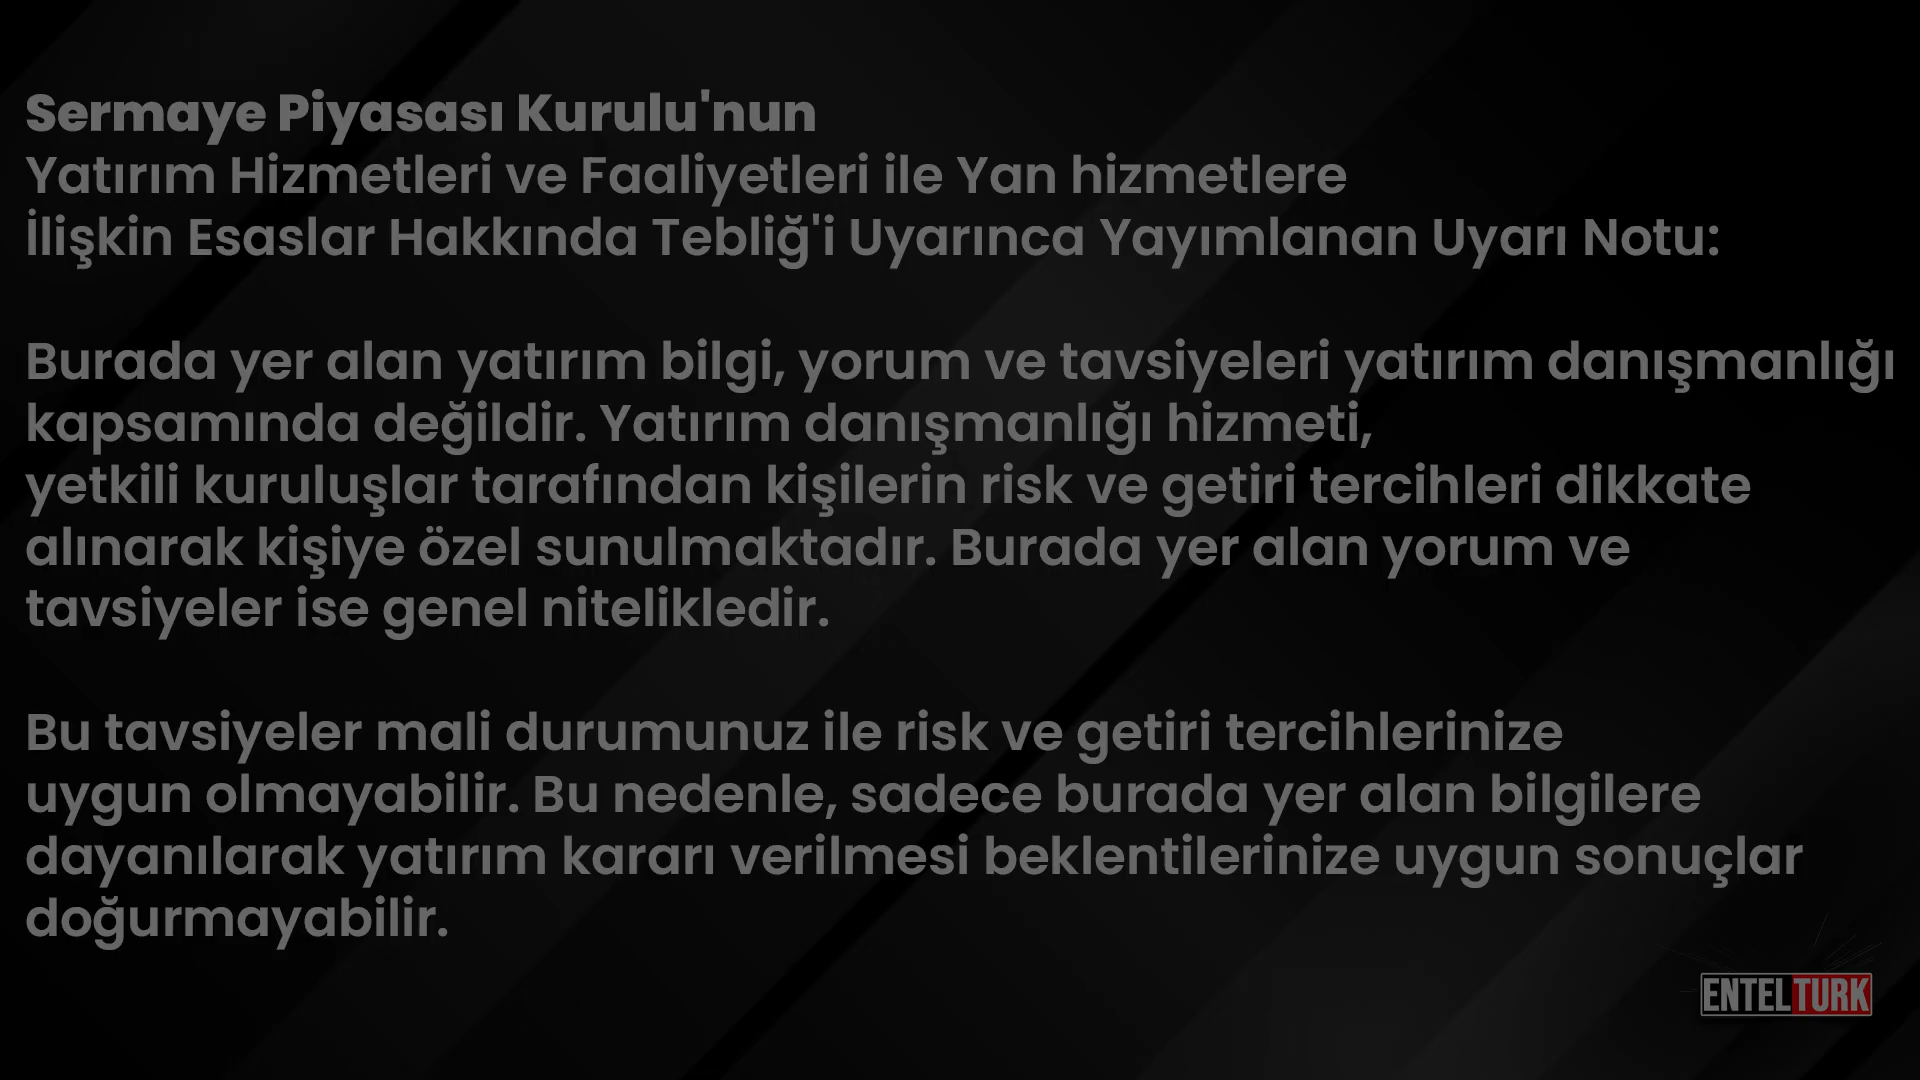 Sermaye Piyasası Kurulu'nun
Yatırım Hizmetleri ve Faaliyetleri ile Yan hizmetlere
İlişkin Esaslar Hakkında Tebliğ'i Uyarınca Yayımlanan Uyarı Notu:
Burada yer alan yatırım bilgi, yorum ve tavsiyeleri yatırım danışmanlığı
kapsamında değildir. Yatırım danışmanlığı hizmeti,
yetkili kuruluşlar tarafından kişilerin risk ve getiri tercihleri dikkate
alınarak kişiye özel sunulmaktadır. Burada yer alan yorum ve
tavsiyeler ise genel nitelikledir.
Bu tavsiyeler mali durumunuz ile risk ve getiri tercihlerinize
uygun olmayabilir. Bu nedenle, sadece burada yer alan bilgilere
dayanılarak yatırım kararı verilmesi beklentilerinize uygun sonuçlar
doğurmayabilir.
ENTELTURK